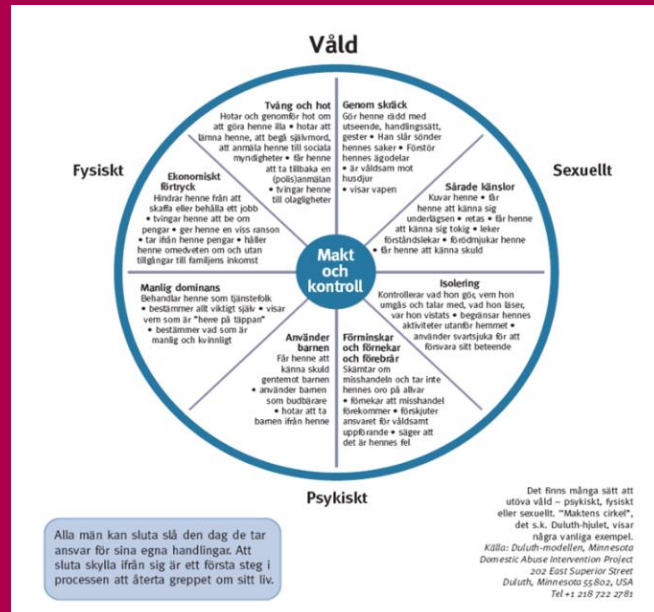 Våld
Fysiskt
Sexuellt
Tvång och hot
Hotar och genomför hot om
att göra henne illa • hotar att
lämna henne, att begå självmord,
att anmäla henne till sociala
myndigheter • får henne
att ta tillbaka en
(polis)anmälan
• tvingar henne
till olagligheter
Genom skräck
Gör henne rädd med
utseende, handlingssätt,
gester • Han slår sönder
hennes saker • Förstör
hennes ägodelar
• är våldsam mot
husdjur
• visar vapen
Sårade känslor
Kuvar henne • får
henne att känna sig
underlägsen • retas • får henne
att känna sig tokig • leker
förståndslekar • förödmjukar henne
• får henne att känna skuld
Isolering
Kontrollerar vad hon gör, vem hon
umgås och talar med, vad hon läser,
var hon vistats • begränsar hennes
aktiviteter utanför hemmet •
använder svartsjuka för att
försvara sitt beteende
Förminskar
och förnekar
och förebrår
Skämtar om
misshandeln och tar inte
hennes oro på allvar
• förnekar att misshandel
förekommer • förskjuter
ansvaret för våldsamt
uppförande • säger att
det är hennes fel
Använder
barnen
Får henne att
känna skuld
gentemot barnen
• använder barnen
som budbärare
• hotar att ta
barnen ifrån henne
Manlig dominans
Behandlar henne som tjänstefolk
• bestämmer allt viktigt själv • visar
vem som är "herre på täppan"
• bestämmer vad som är
manlig och kvinnligt
Ekonomiskt
förtryck
Hindrar henne från att
skaffa eller behålla ett jobb
• tvingar henne att be om
pengar • ger henne en viss ranson
• tar ifrån henne pengar • håller
henne omedveten om och utan
tillgångar till familjens inkomst
Makt
och
kontroll
Psykiskt
Alla män kan sluta slå den dag de tar
ansvar för sina egna handlingar. Att
sluta skylla ifrån sig är ett första steg i
processen att återta greppet om sitt liv.
Det finns många sätt att
utöva våld – psykiskt, fysiskt
eller sexuellt. "Maktens cirkel",
det s.k. Duluth-hjulet, visar
några vanliga exempel.
Källa: Duluth-modellen, Minnesota
Domestic Abuse Intervention Project
202 East Superior Street
Duluth, Minnesota 55802, USA
Tel +1 218 722 2781